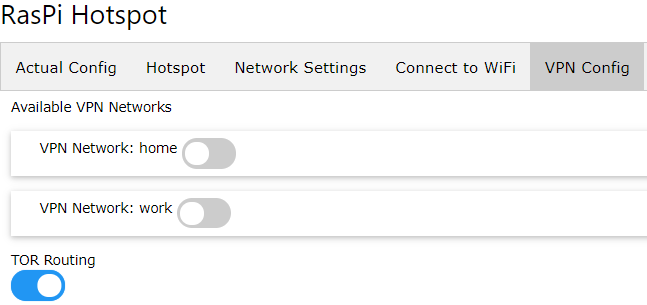 RasPi Hotspot
Actual Config Hotspot Network Settings Connect to WiFi VPN Config
Available VPN Networks
VPN Network: home
VPN Network: work
TOR Routing